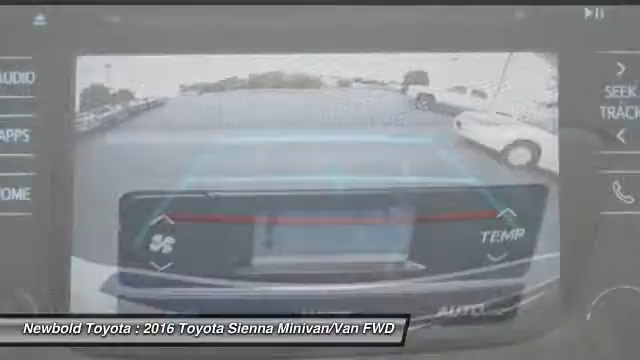 AUDIO
SEEK
TRACK
APPS
HOME
TEMP
AUTO
Newbold Toyota : 2016 Toyota Sienna Minivan/Van FWD